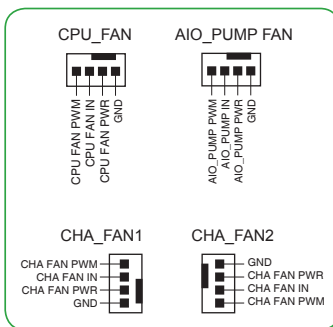 CPU_FAN
CPU FAN PWM
CPU FAN IN
CPU FAN PWR
GND
AIO_PUMP FAN
AIO_PUMP PWM
AIO_PUMP IN
AIO_PUMP PWR
GND
CHA_FAN1
CHA FAN PWM
CHA FAN IN
CHA FAN PWR
GND
CHA_FAN2
GND
CHA FAN PWR
CHA FAN IN
CHA FAN PWM